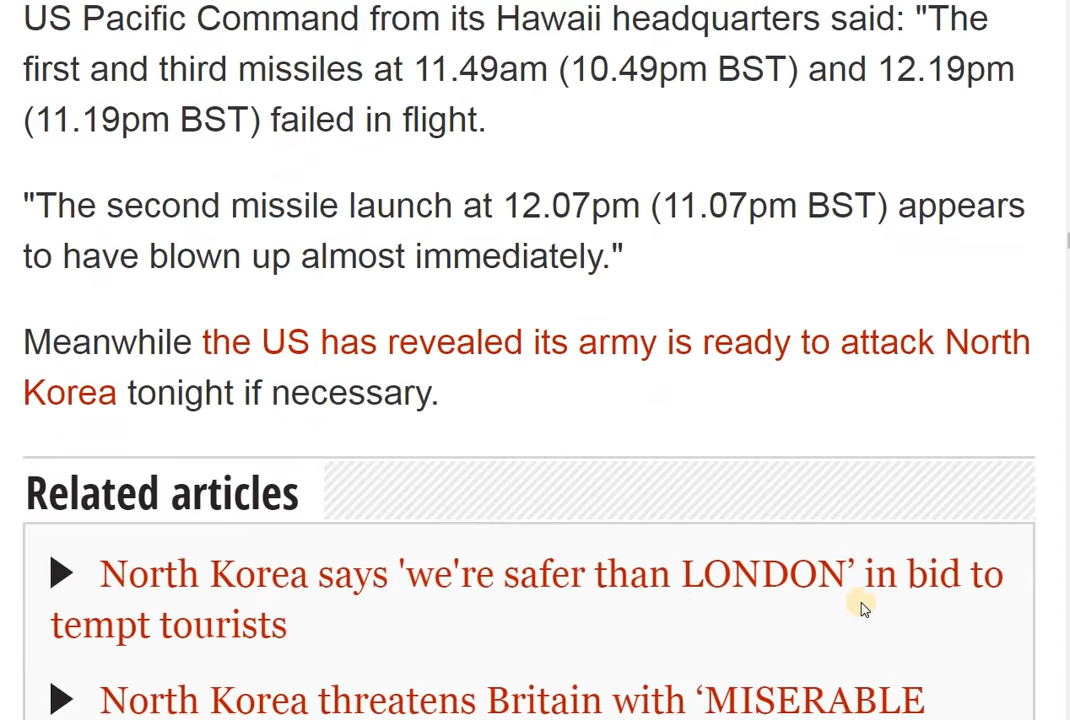 US Pacific Command from its Hawaii headquarters said: "The
first and third missiles at 11.49am (10.49pm BST) and 12.19pm
(11.19pm BST) failed in flight.
"The second missile launch at 12.07pm (11.07pm BST) appears
to have blown up almost immediately."
Meanwhile the US has revealed its army is ready to attack North
Korea tonight if necessary.
Related articles
North Korea says 'we're safer than LONDON’ in bid to
tempt tourists
North Korea threatens Britain with ‘MISERABLE